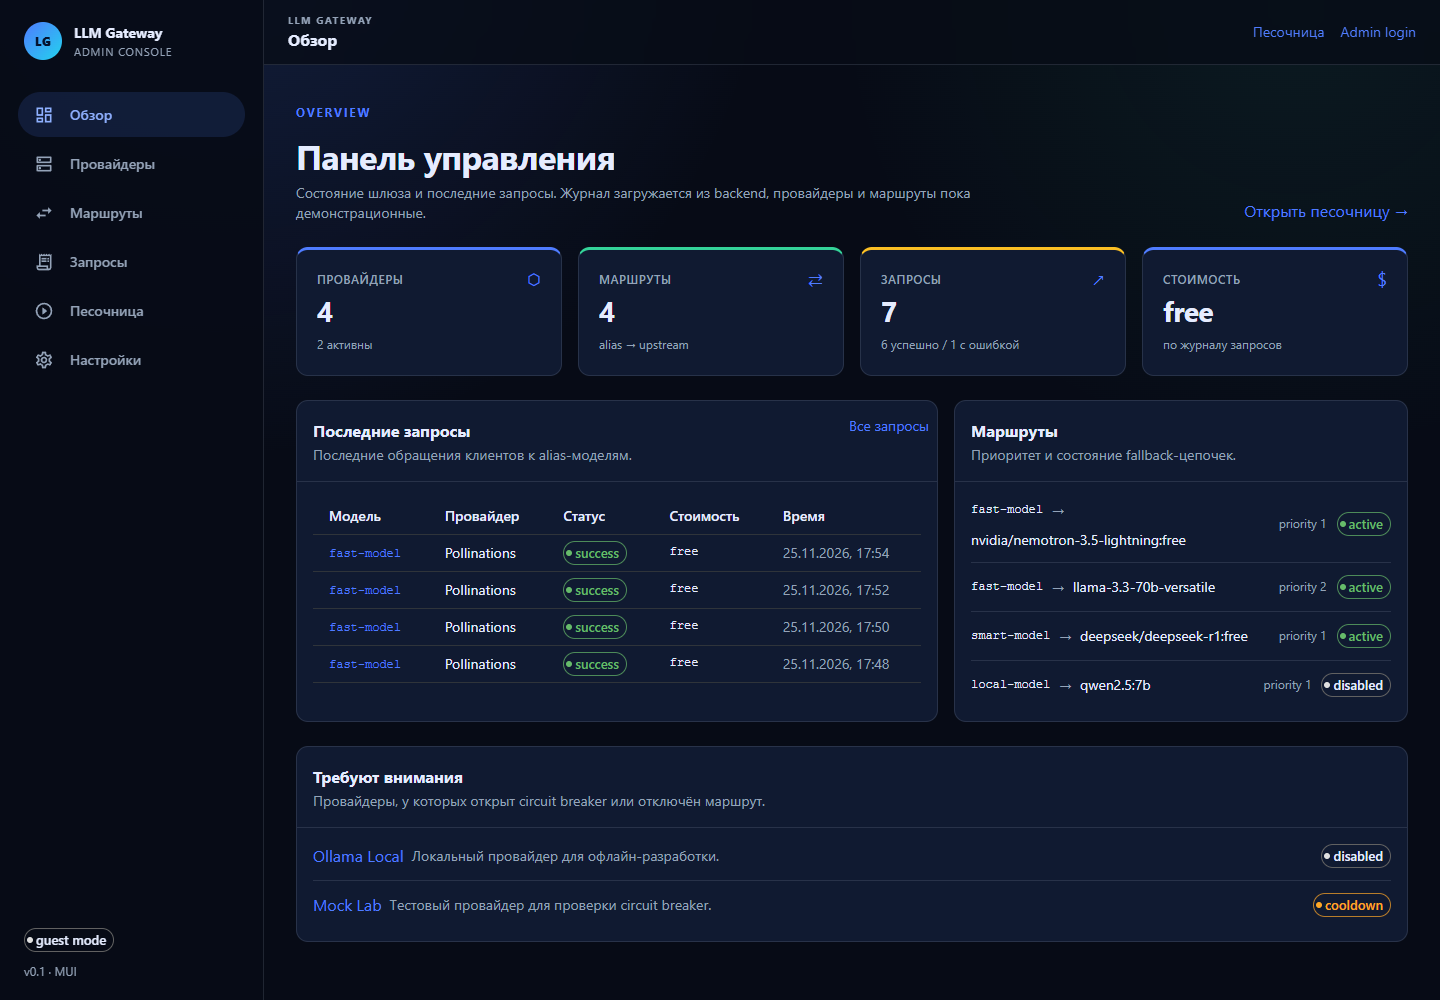 LG
LLM Gateway
ADMIN CONSOLE
Обзор
Провайдеры
Маршруты
Запросы
Песочница
Настройки
guest mode
v0.1 · MUI
LLM GATEWAY
Обзор
Песочница Admin login
OVERVIEW
Панель управления
Состояние шлюза и последние запросы. Журнал загружается из backend, провайдеры и маршруты пока
демонстрационные.
Открыть песочницу →
ПРОВАЙДЕРЫ
4
2 активны
МАРШРУТЫ ⇄
4
alias → upstream
ЗАПРОСЫ ↗
7
6 успешно / 1 с ошибкой
СТОИМОСТЬ $
free
по журналу запросов
Последние запросы Все запросы
Последние обращения клиентов к alias-моделям.
Модель Провайдер Статус Стоимость Время
fast-model Pollinations success free 25.11.2026, 17:54
fast-model Pollinations success free 25.11.2026, 17:52
fast-model Pollinations success free 25.11.2026, 17:50
fast-model Pollinations success free 25.11.2026, 17:48
Маршруты
Приоритет и состояние fallback-цепочек.
fast-model →
nvidia/nemotron-3.5-lightning:free priority 1 active
fast-model → llama-3.3-70b-versatile priority 2 active
smart-model → deepseek/deepseek-r1:free priority 1 active
local-model → qwen2.5:7b priority 1 disabled
Требуют внимания
Провайдеры, у которых открыт circuit breaker или отключён маршрут.
Ollama Local Локальный провайдер для офлайн-разработки. disabled
Mock Lab Тестовый провайдер для проверки circuit breaker. cooldown